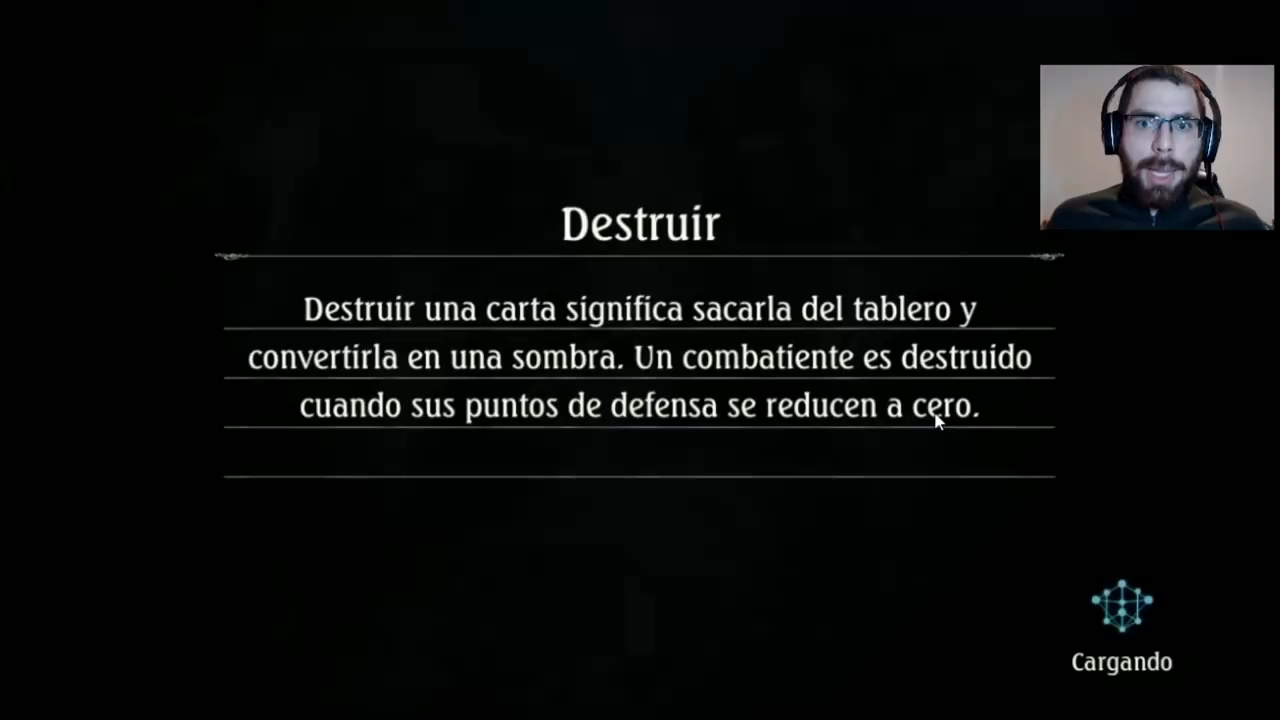 Destruir
Destruir una carta significa sacarla del tablero y
convertirla en una sombra. Un combatiente es destruido
cuando sus puntos de defensa se reducen a cero.
Cargando